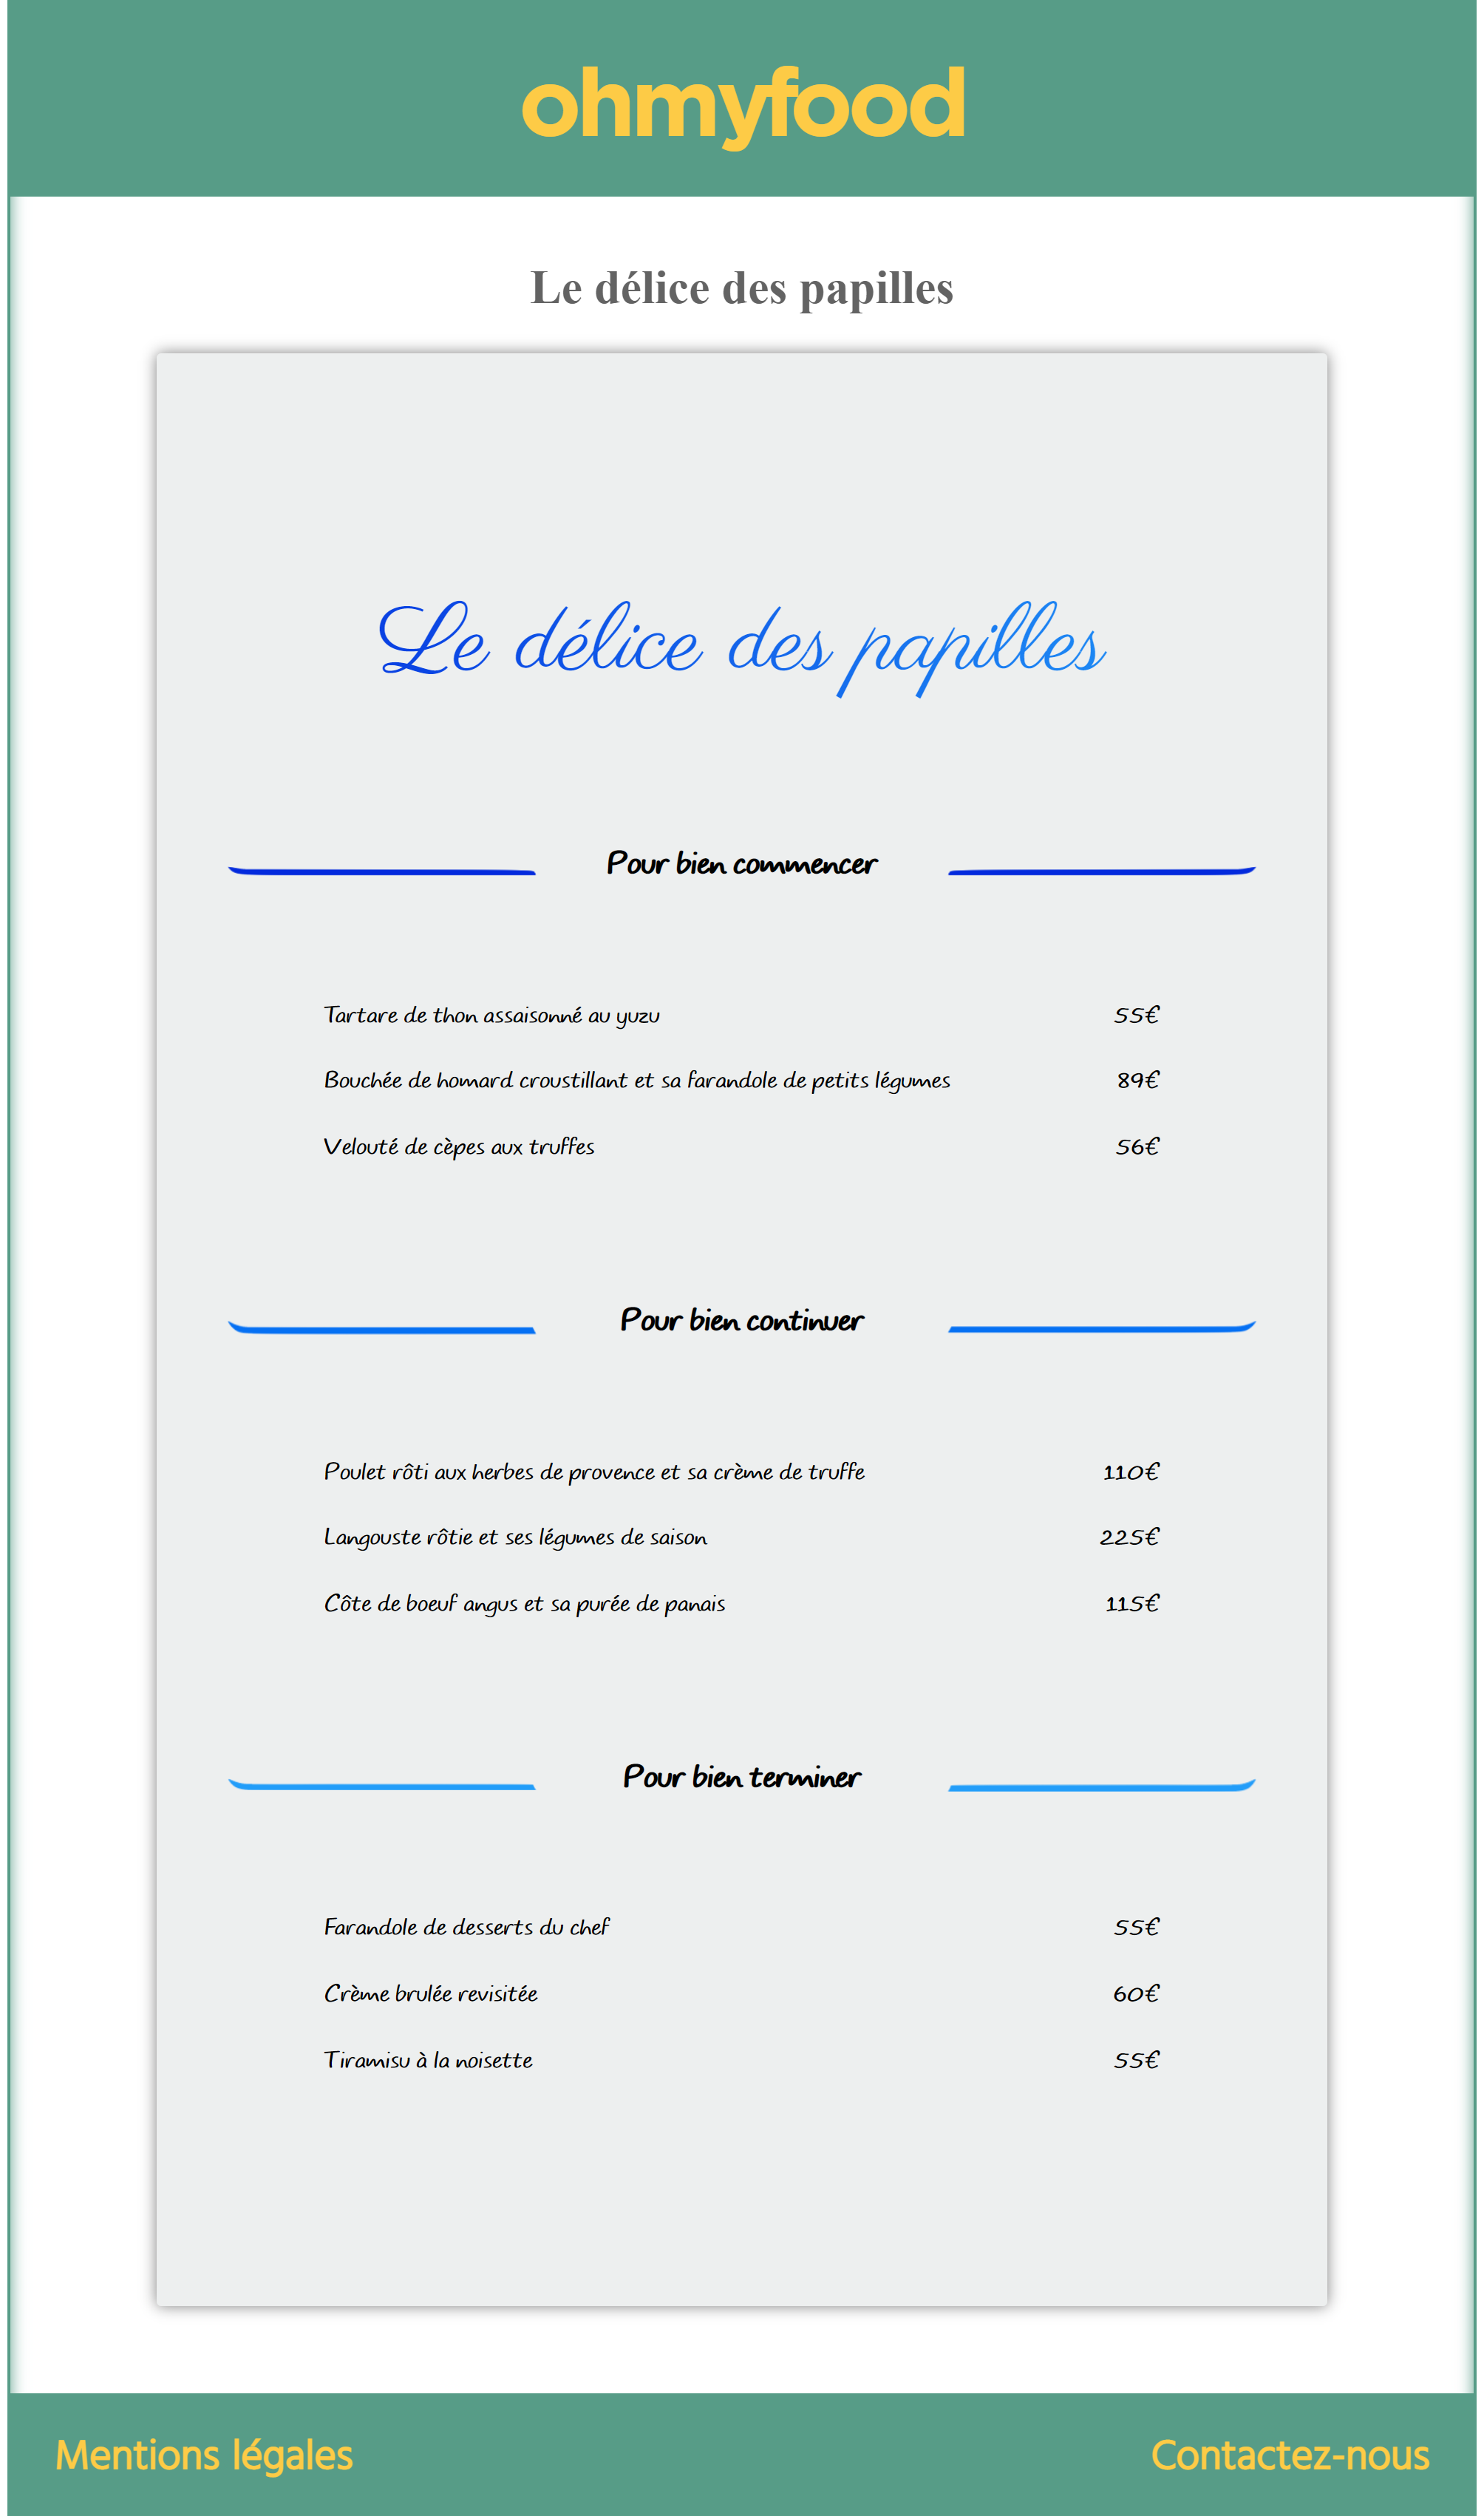 ohmyfood
Le délice des papilles
Le délice des papilles
Pour bien commencer
Tartare de thon assaisonné au yuzu 55€
Bouchée de homard croustillant et sa farandole de petits légumes 89€
Velouté de cèpes aux truffes 56€
Pour bien continuer
Poulet rôti aux herbes de provence et sa crème de truffe 110€
Langouste rôtie et ses légumes de saison 225€
Côte de boeuf angus et sa purée de panais 115€
Pour bien terminer
Farandole de desserts du chef 55€
Crème brulée revisitée 60€
Tiramisu à la noisette 55€
Mentions légales Contactez-nous